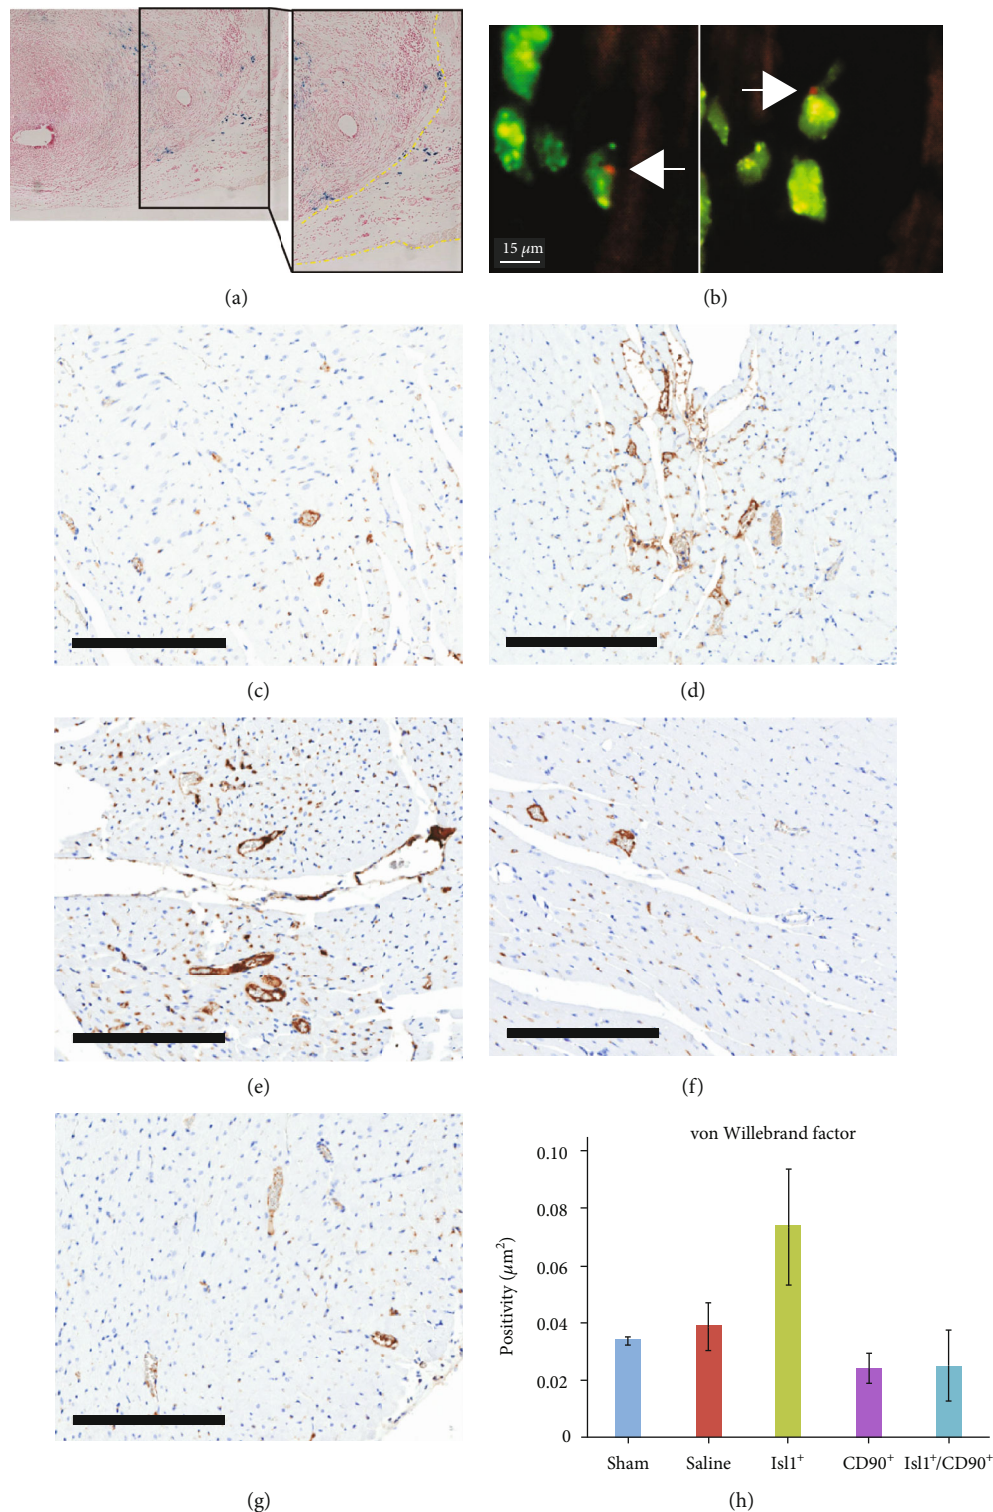 (a)
15 μm
(b)
(c)
(d)
(e)
(f)
(g)
von Willebrand factor
Positivity (μm²)
0.10
0.08
0.06
0.04
0.02
0
Sham
Saline
Isl1⁺
CD90⁺
Isl1⁺/CD90⁺
(h)